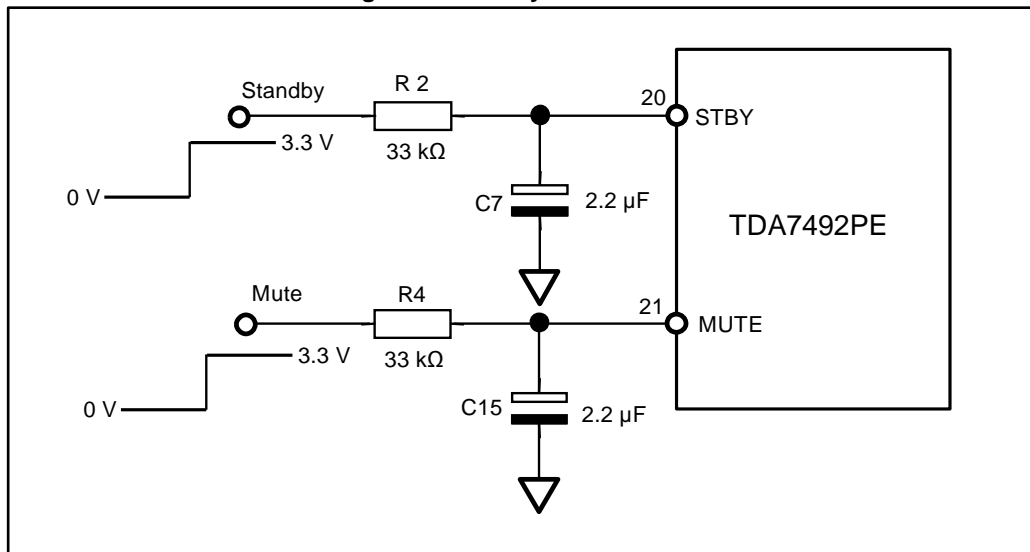 Standby
R 2
20
STBY
3.3 V
33 kΩ
0 V
C7
2.2 µF
TDA7492PE
Mute
R4
21
MUTE
3.3 V
33 kΩ
0 V
C15
2.2 µF